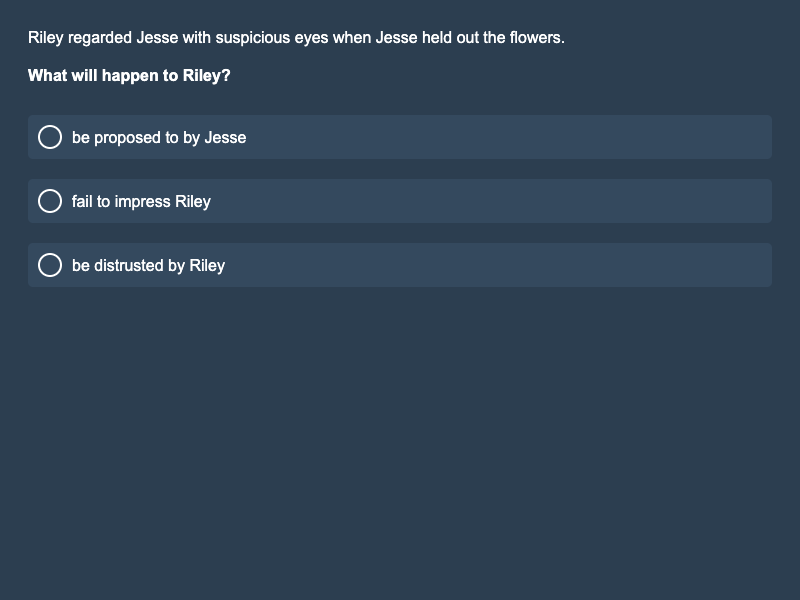 Riley regarded Jesse with suspicious eyes when Jesse held out the flowers.
What will happen to Riley?
be proposed to by Jesse
fail to impress Riley
be distrusted by Riley